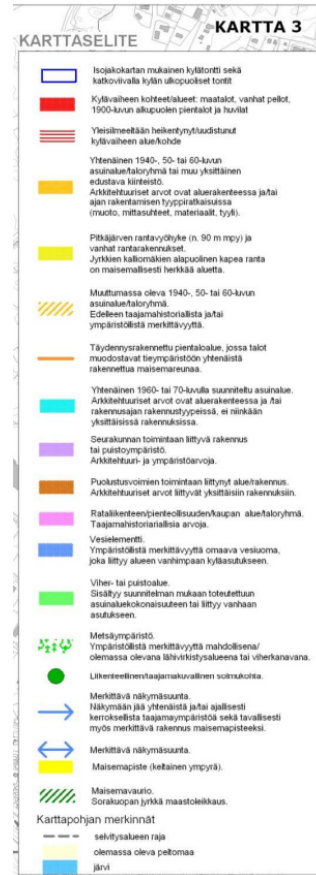 KARTTA 3
KARTTASELITE
Isojakokartan mukainen kylätontti sekä
katkoviivalla kylän ulkopuoliset tontit
Kylävaiheen kohteet/alueet: maatalot, vanhat pellot,
1900-luvun alkupuolen pientalot ja huvilat
Yleisilmeeltään heikentynyt/uudistunut
kylävaiheen alue/kohde
Yhtenäinen 1940-, 50- tai 60-luvun
asuinalue/taloryhmä tai muu yksittäinen
edustava kiinteistö.
Arkkitehtuuriset arvot ovat aluerakenteessa ja/tai
ajan rakentamisen tyyppiratkaisuissa
(muoto, mittasuhteet, materiaalit, tyyli).
Pitkäjärven rantavyöhyke (n. 90 m mpy) ja
vanhat rantarakennukset.
Jyrkkien kalliomäkien alapuolinen kapea ranta
on maisemallisesti herkkää aluetta.
Muuttumassa oleva 1940-, 50- tai 60-luvun
asuinalue/taloryhmä.
Edelleen taajamahistoriallista ja/tai
ympäristöllistä merkittävyyttä.
Täydennysrakennettu pientaloalue, jossa talot
muodostavat tieympäristöön yhtenäistä
rakennettua maisemareunaa.
Yhtenäinen 1960- tai 70-luvulla suunniteltu asuinalue.
Arkkitehtuuriset arvot ovat aluerakenteessa ja /tai
rakennusajan rakennustyypeissä, ei niinkään
yksittäisissä rakennuksissa.
Seurakunnan toimintaan liittyvä rakennus
tai puistoympäristö.
Arkkitehtuuri- ja ympäristöarvoja.
Puolustusvoimien toimintaan liittynyt alue/rakennus.
Arkkitehtuuriset arvot liittyvät yksittäisiin rakennuksiin.
Rataliikenteen/pienteollisuuden/kaupan alue/taloryhmä.
Taajamahistoriariallisia arvoja.
Vesielementti.
Ympäristöllistä merkittävyyttä omaava vesiuoma,
joka liittyy alueen vanhimpaan kyläasutukseen.
Viher- tai puistoalue.
Sisältyy suunnitelman mukaan toteutettuun
asuinaluekokonaisuuteen tai liittyy vanhaan
asutukseen.
Metsäympäristö.
Ympäristöllistä merkittävyyttä mahdollisena/
olemassa olevana lähivirkistysalueena tai viherkanavana.
Liikenteellinen/taajamakuvallinen solmukohta.
Merkittävä näkymäsuunta.
Näkymään jää yhtenäistä ja/tai ajallisesti
kerroksellista taajamaympäristöä sekä tavallisesti
myös merkittävä rakennus maisemapisteeksi.
Merkittävä näkymäsuunta.
Maisemapiste (keltainen ympyrä).
Maisemavaurio.
Sorakuopan jyrkkä maastoleikkaus.
Karttapohjan merkinnät
selvitysalueen raja
olemassa oleva peltomaa
järvi